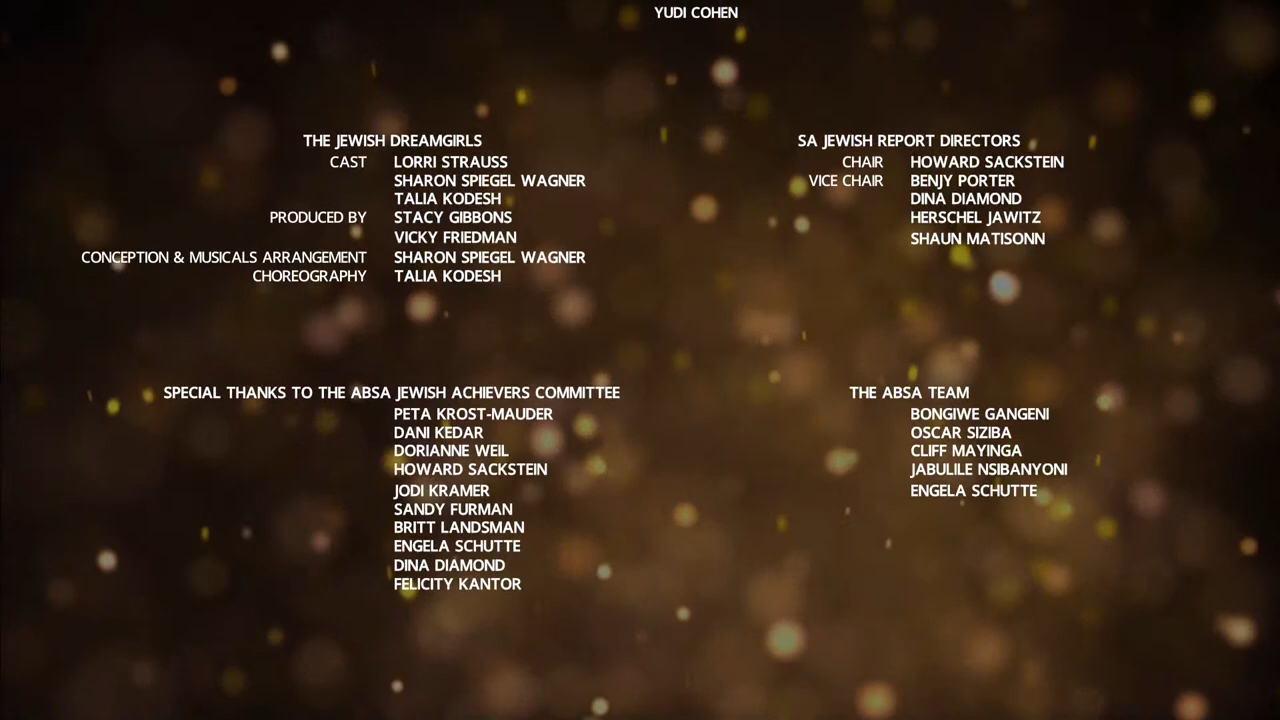 YUDI COHEN
THE JEWISH DREAMGIRLS
CAST LORRI STRAUSS
SHARON SPIEGEL WAGNER
TALIA KODESH
PRODUCED BY STACY GIBBONS
VICKY FRIEDMAN
CONCEPTION & MUSICALS ARRANGEMENT SHARON SPIEGEL WAGNER
CHOREOGRAPHY TALIA KODESH
SA JEWISH REPORT DIRECTORS
CHAIR HOWARD SACKSTEIN
VICE CHAIR BENJY PORTER
DINA DIAMOND
HERSCHEL JAWITZ
SHAUN MATISONN
SPECIAL THANKS TO THE ABSA JEWISH ACHIEVERS COMMITTEE
PETA KROST-MAUDER
DANI KEDAR
DORIANNE WEIL
HOWARD SACKSTEIN
JODI KRAMER
SANDY FURMAN
BRITT LANDSMAN
ENGELA SCHUTTE
DINA DIAMOND
FELICITY KANTOR
THE ABSA TEAM
BONGIWE GANGENI
OSCAR SIZIBA
CLIFF MAYINGA
JABULILE NSIBANYONI
ENGELA SCHUTTE